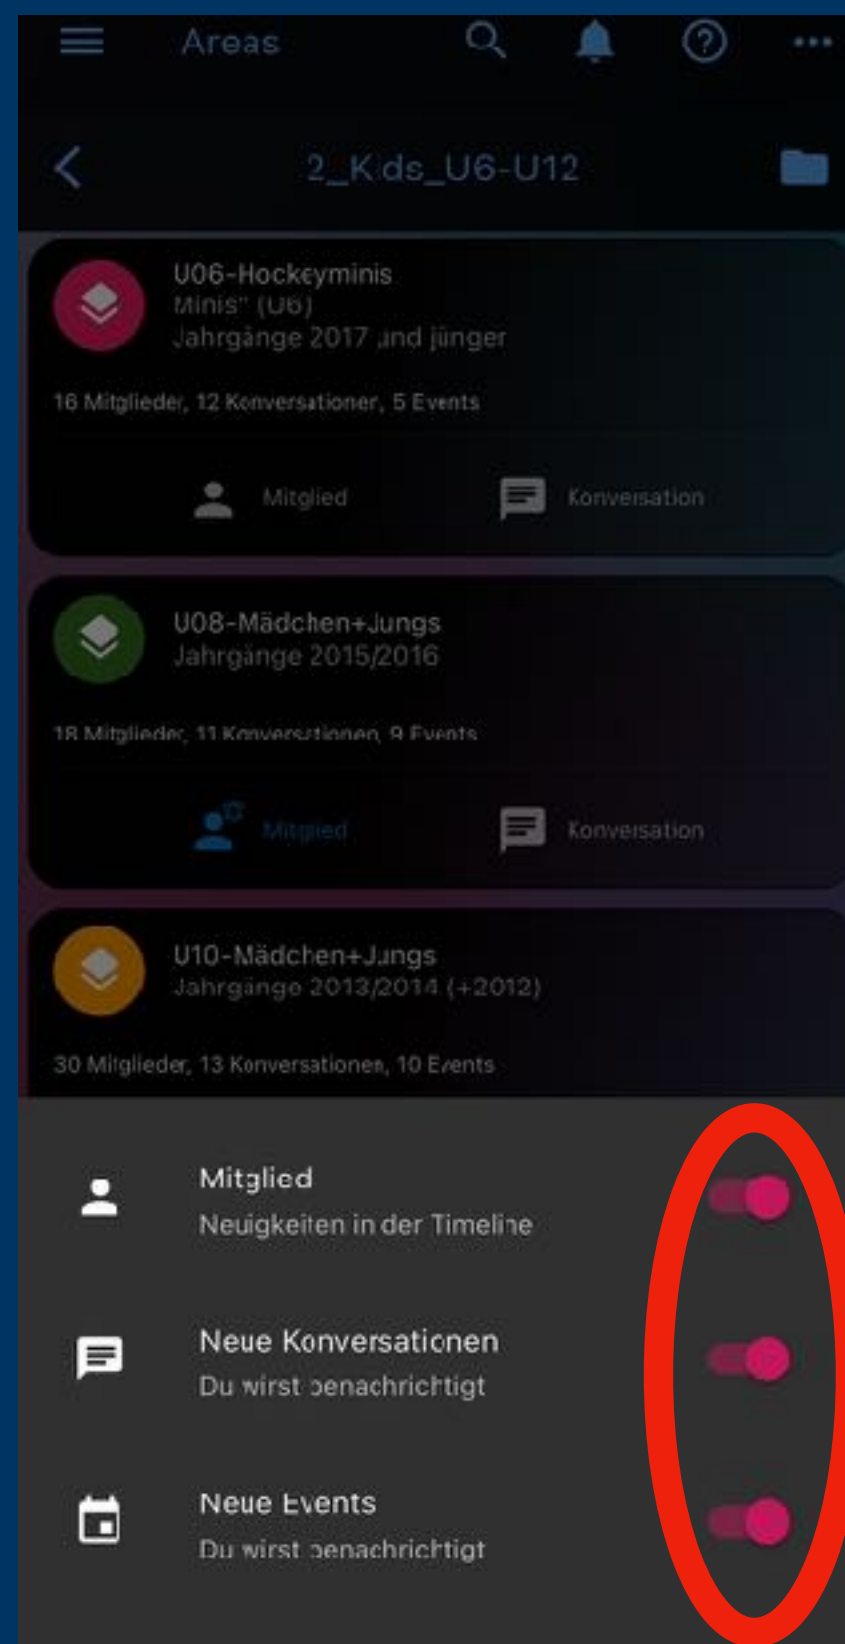 Areas
2_Kids_U6-U12
U06-Hockeyminis
Minis" (U6)
Jahrgänge 2017 und jünger
16 Mitglieder, 12 Konversationen, 5 Events
Mitglied
Konversation
U08-Mädchen+Jungs
Jahrgänge 2015/2016
18 Mitglieder, 11 Konversationen, 9 Events
Mitglied
Konversation
U10-Mädchen+Jungs
Jahrgänge 2013/2014 (+2012)
30 Mitglieder, 13 Konversationen, 10 Events
Mitglied
Neuigkeiten in der Timeline
Neue Konversationen
Du wirst benachrichtigt
Neue Events
Du wirst benachrichtigt